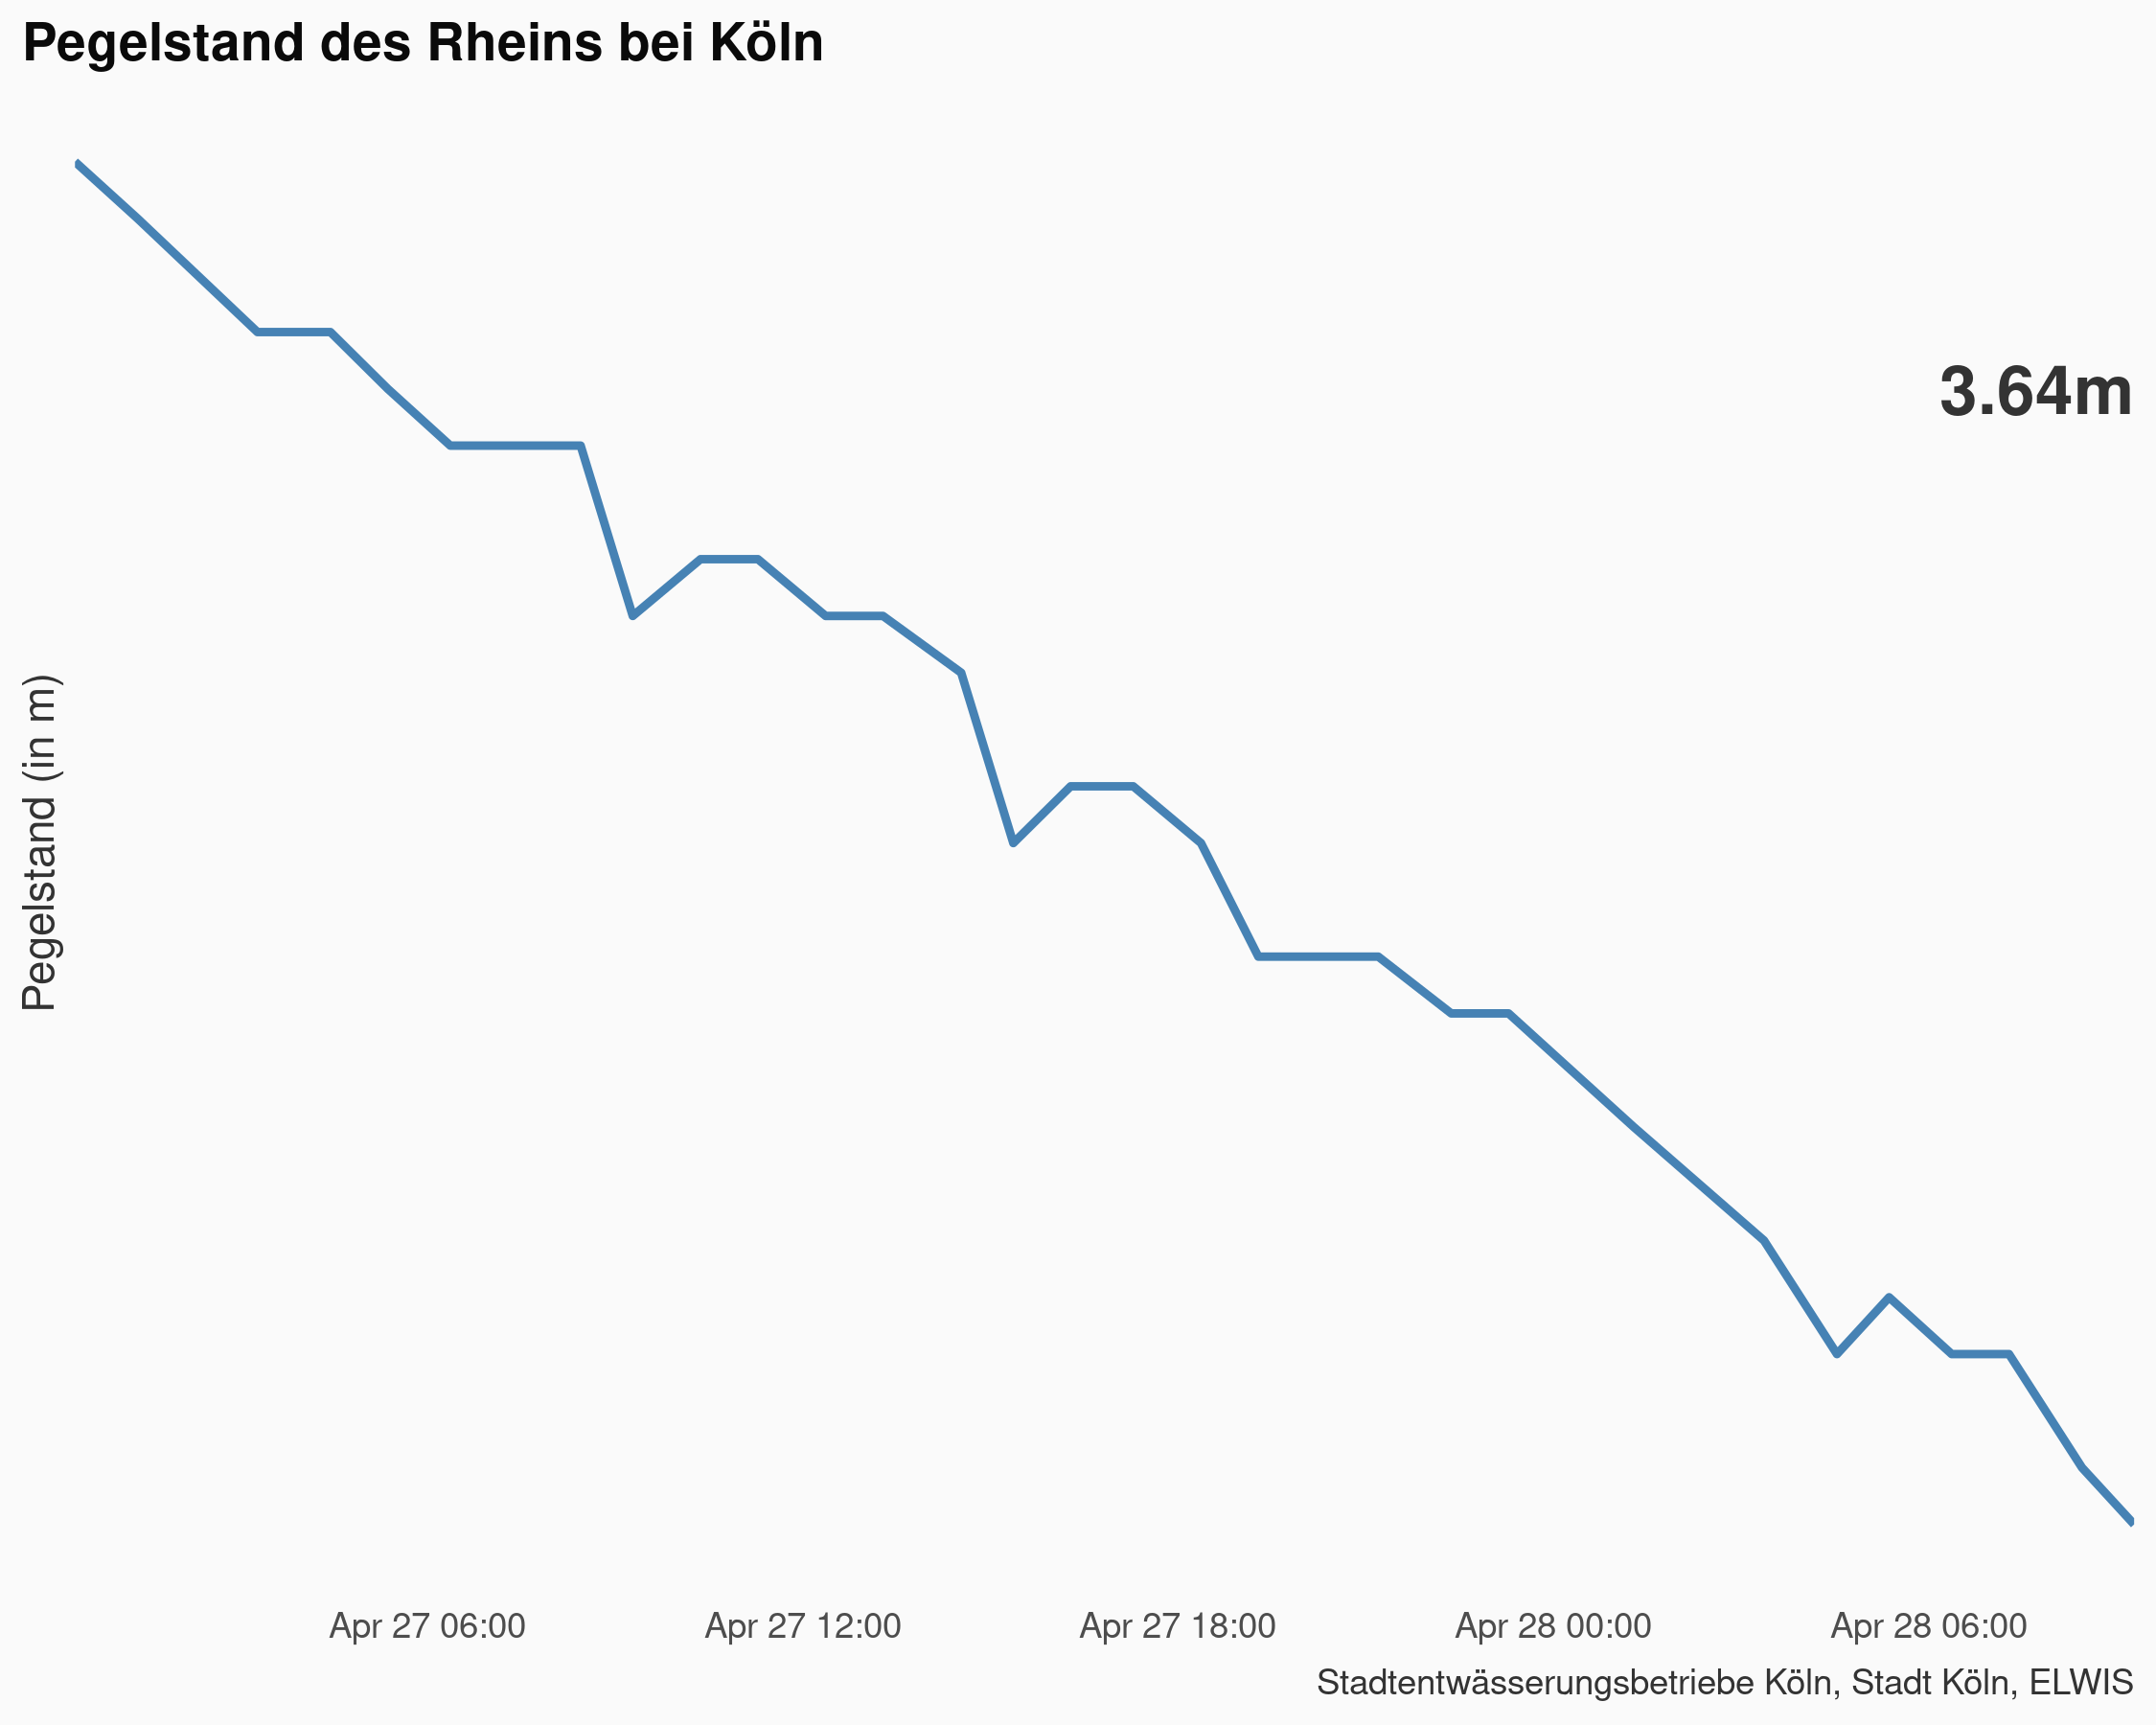 Pegelstand des Rheins bei Köln
3.64m
Pegelstand (in m)
Apr 27 06:00
Apr 27 12:00
Apr 27 18:00
Apr 28 00:00
Apr 28 06:00
Stadtentwässerungsbetriebe Köln, Stadt Köln, ELWIS